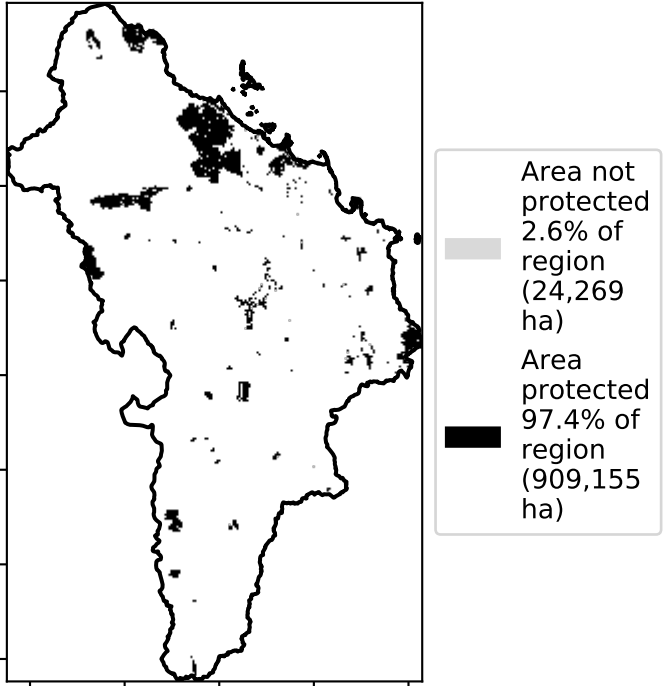 Area not
protected
2.6% of
region
(24,269
ha)
Area
protected
97.4% of
region
(909,155
ha)